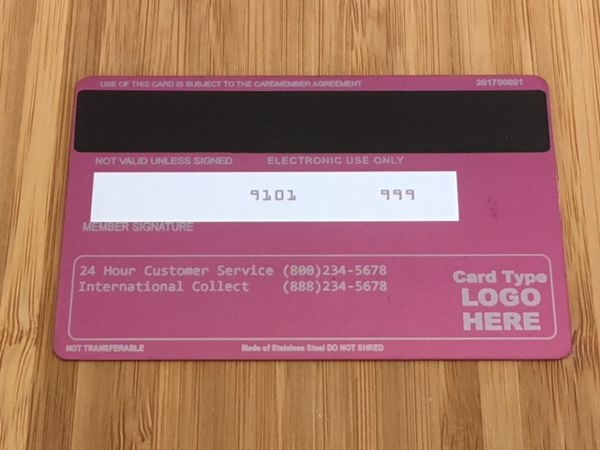 USE OF THIS CARD IS SUBJECT TO THE CARDMEMBER AGREEMENT 201700001
NOT VALID UNLESS SIGNED ELECTRONIC USE ONLY
9101 999
MEMBER SIGNATURE
24 Hour Customer Service (800)234-5678
International Collect (888)234-5678
Card Type
LOGO
HERE
NOT TRANSFERABLE Made of Stainless Steel DO NOT SHRED